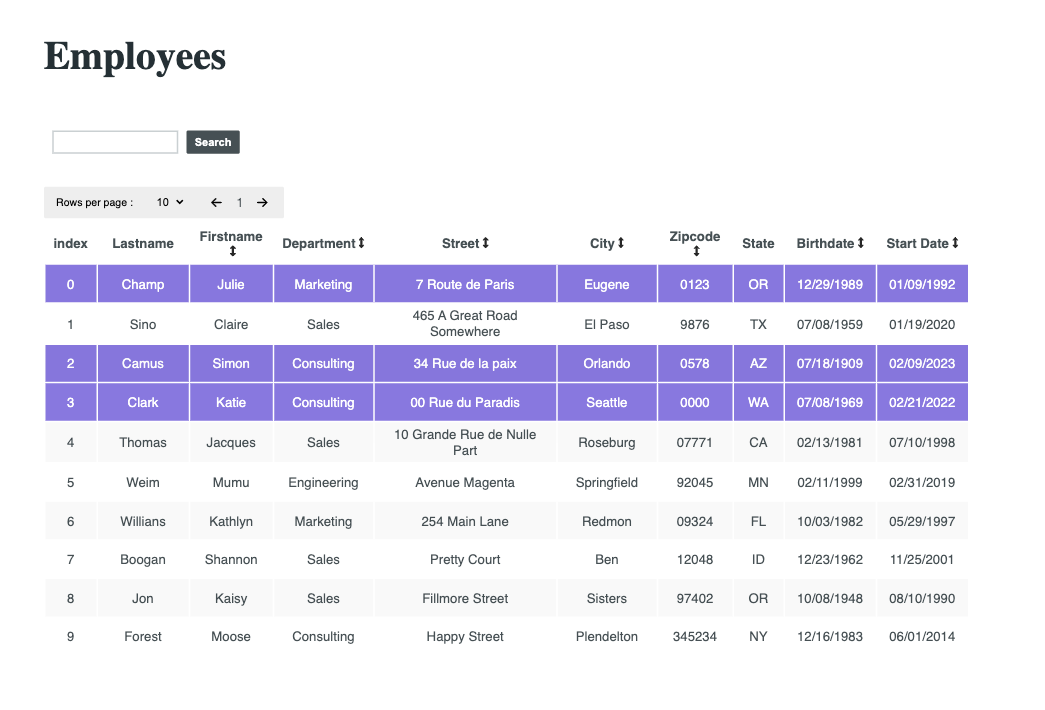 Employees
Search
Rows per page : 10 1
index Lastname Firstname Department Street City Zipcode State Birthdate Start Date
0 Champ Julie Marketing 7 Route de Paris Eugene 0123 OR 12/29/1989 01/09/1992
1 Sino Claire Sales 465 A Great Road
Somewhere El Paso 9876 TX 07/08/1959 01/19/2020
2 Camus Simon Consulting 34 Rue de la paix Orlando 0578 AZ 07/18/1909 02/09/2023
3 Clark Katie Consulting 00 Rue du Paradis Seattle 0000 WA 07/08/1969 02/21/2022
4 Thomas Jacques Sales 10 Grande Rue de Nulle
Part Roseburg 07771 CA 02/13/1981 07/10/1998
5 Weim Mumu Engineering Avenue Magenta Springfield 92045 MN 02/11/1999 02/31/2019
6 Willians Kathlyn Marketing 254 Main Lane Redmon 09324 FL 10/03/1982 05/29/1997
7 Boogan Shannon Sales Pretty Court Ben 12048 ID 12/23/1962 11/25/2001
8 Jon Kaisy Sales Fillmore Street Sisters 97402 OR 10/08/1948 08/10/1990
9 Forest Moose Consulting Happy Street Plendelton 345234 NY 12/16/1983 06/01/2014